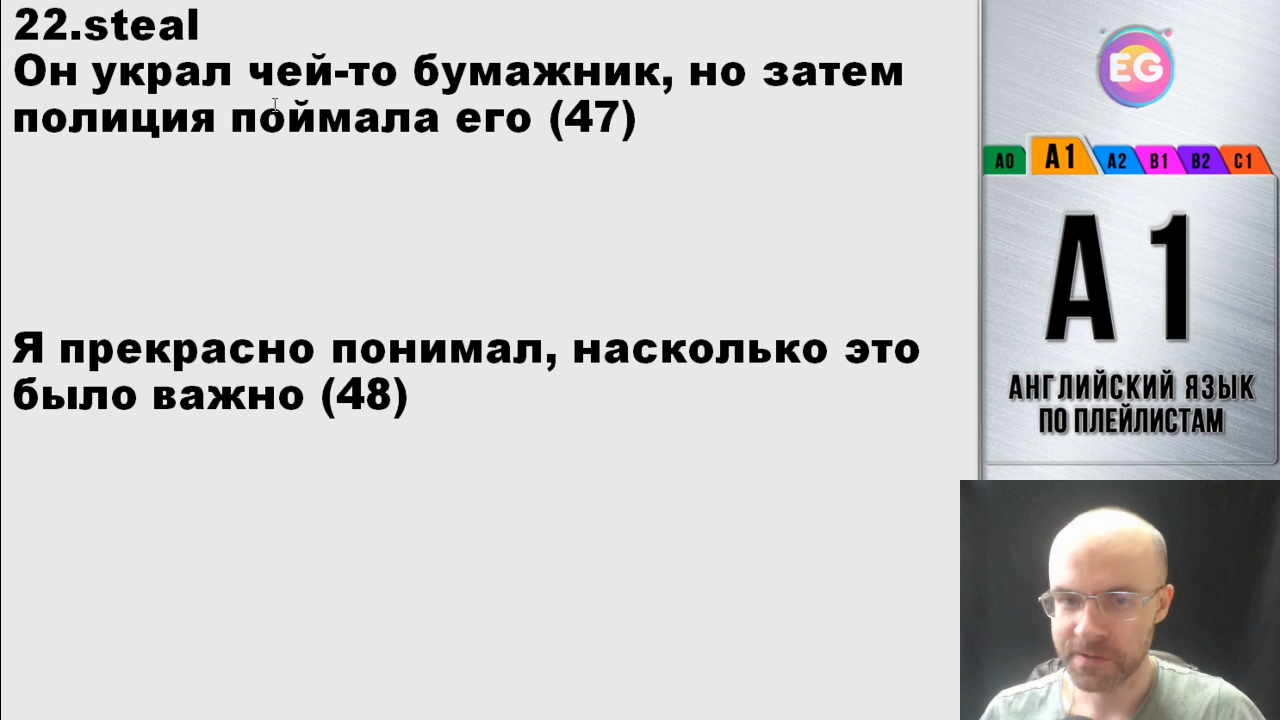 22.steal
Он украл чей-то бумажник, но затем
полиция поймала его (47)
Я прекрасно понимал, насколько это
было важно (48)
EG
A0 A1 A2 B1 B2 C1
A1
АНГЛИЙСКИЙ ЯЗЫК
ПО ПЛЕЙЛИСТАМ